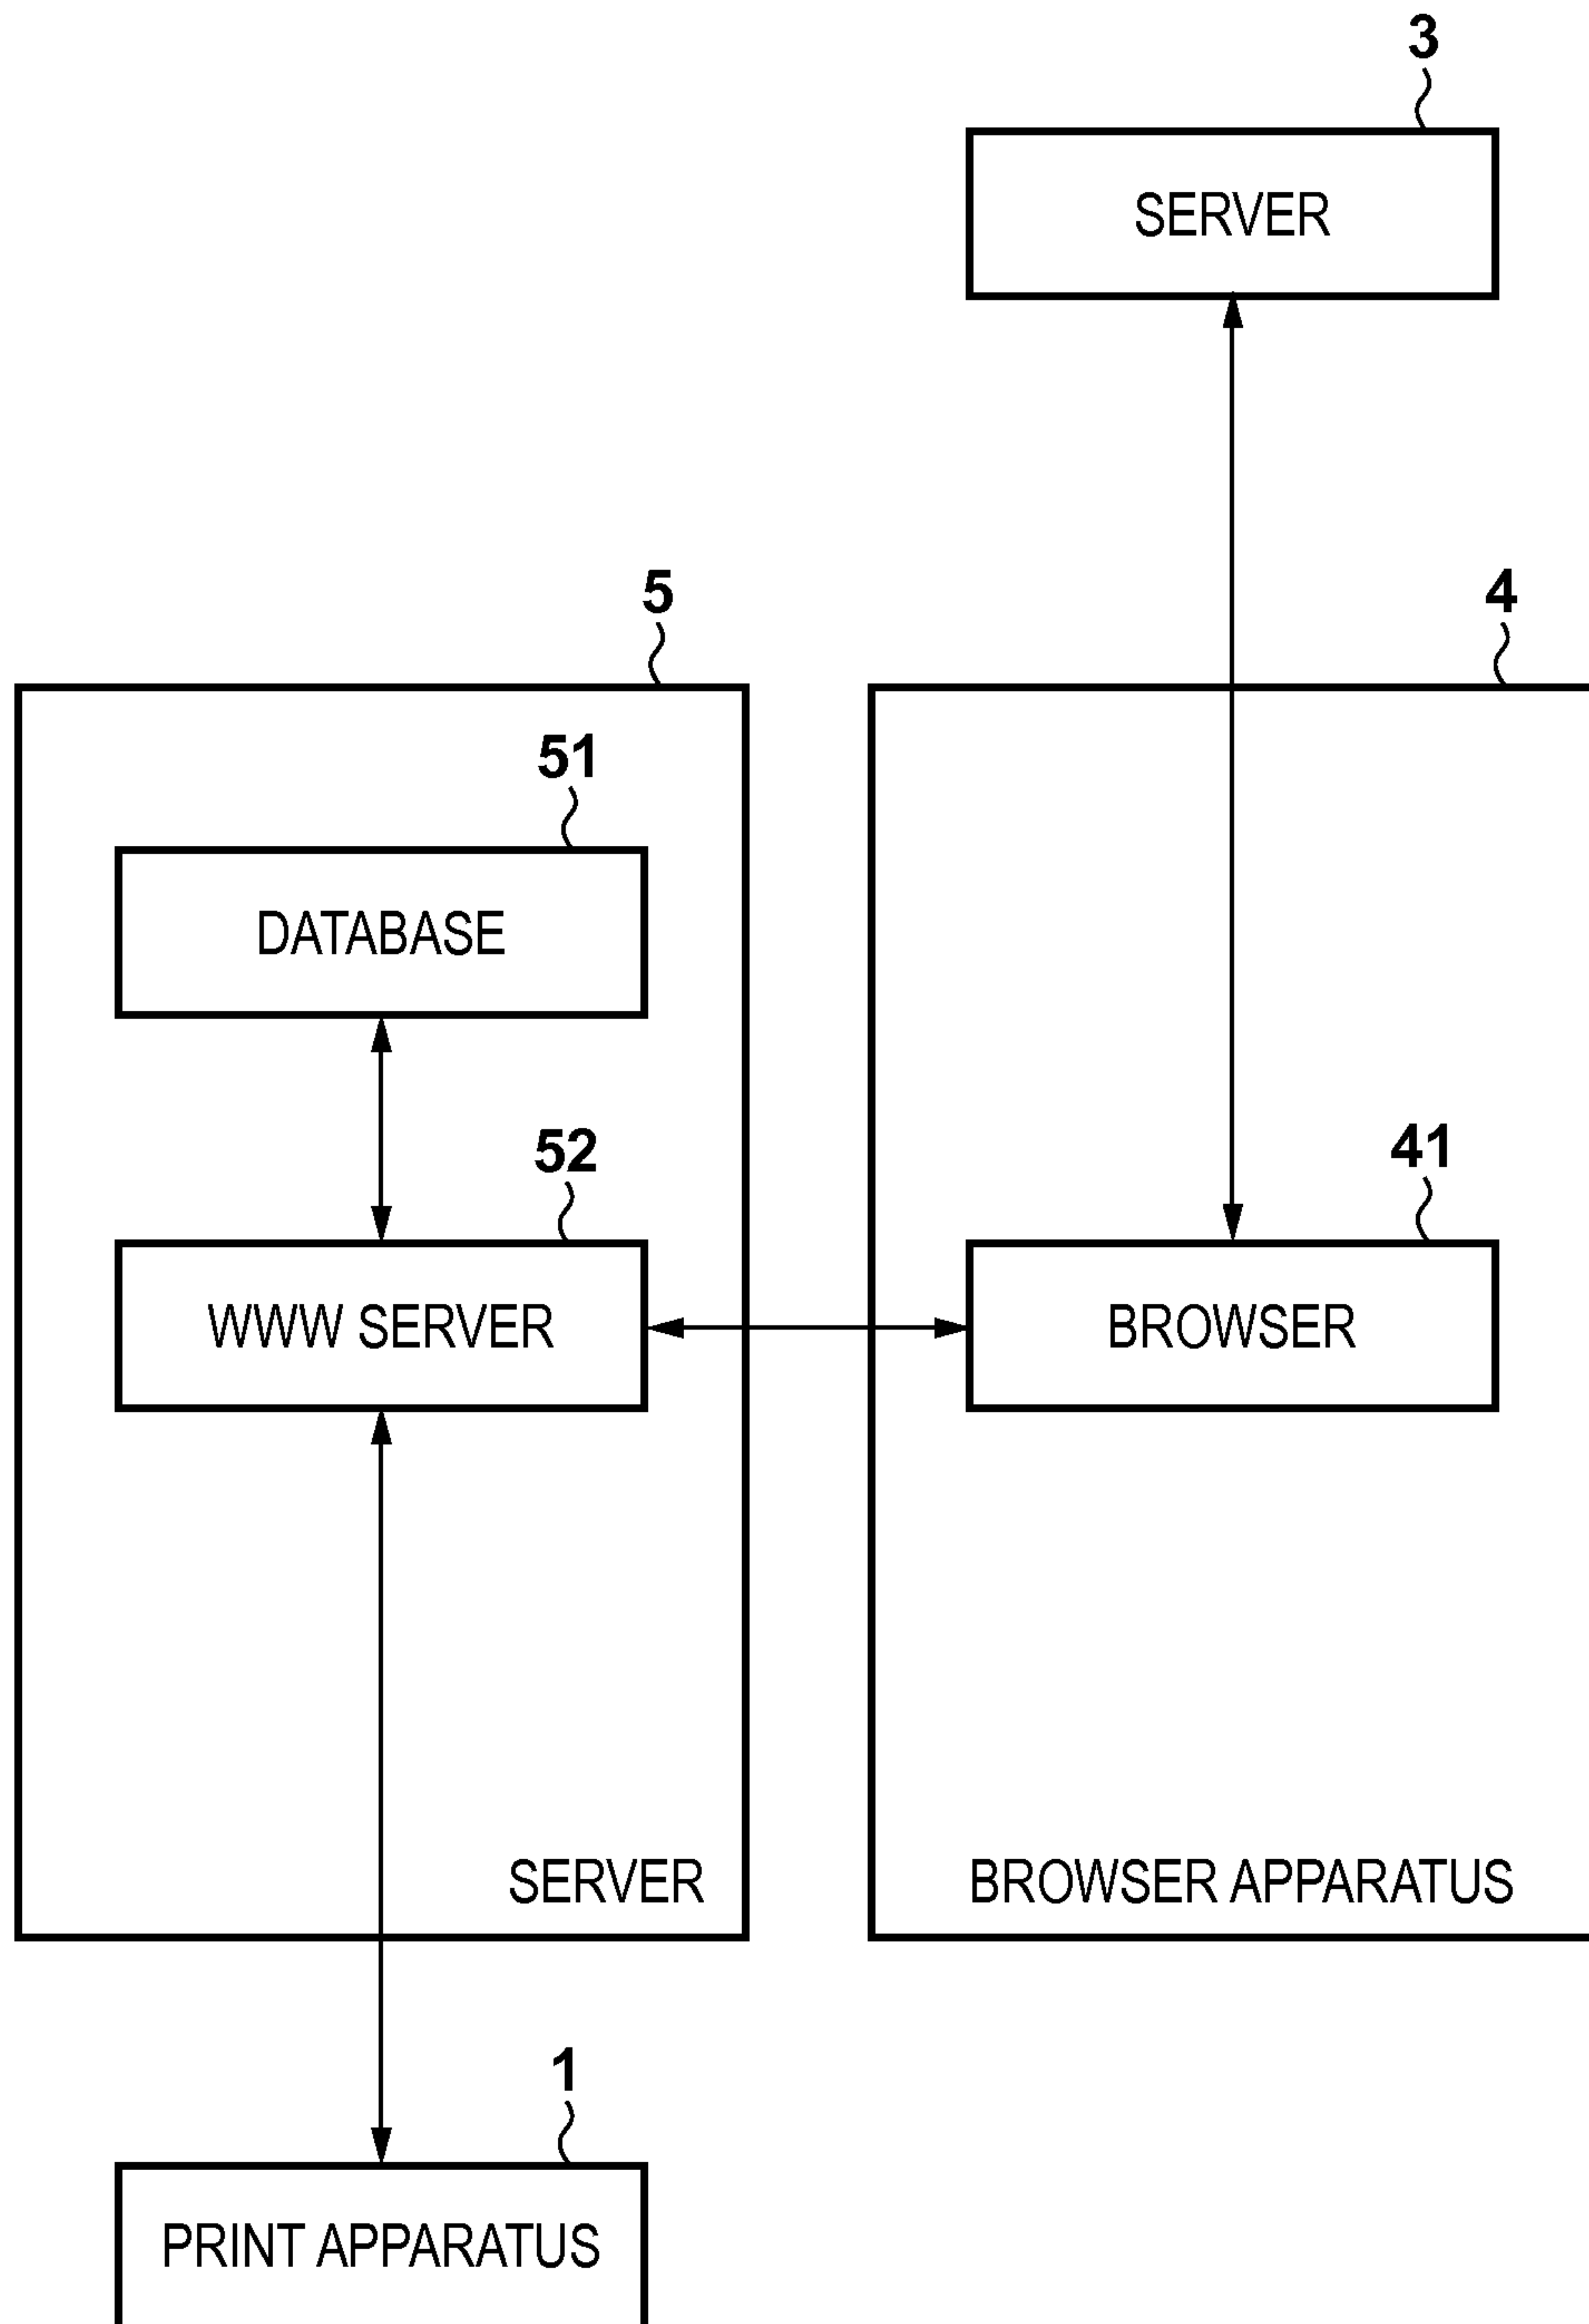 3
SERVER
5
4
51
DATABASE
52
41
WWW SERVER
BROWSER
SERVER
BROWSER APPARATUS
1
PRINT APPARATUS